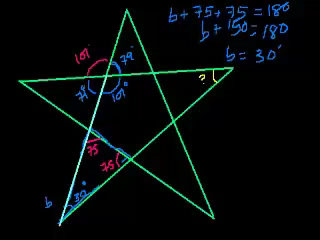 b + 75 + 75 = 180
b + 150 = 180
b = 30°
101°
79°
79°
101°
?
75
75
30°
b